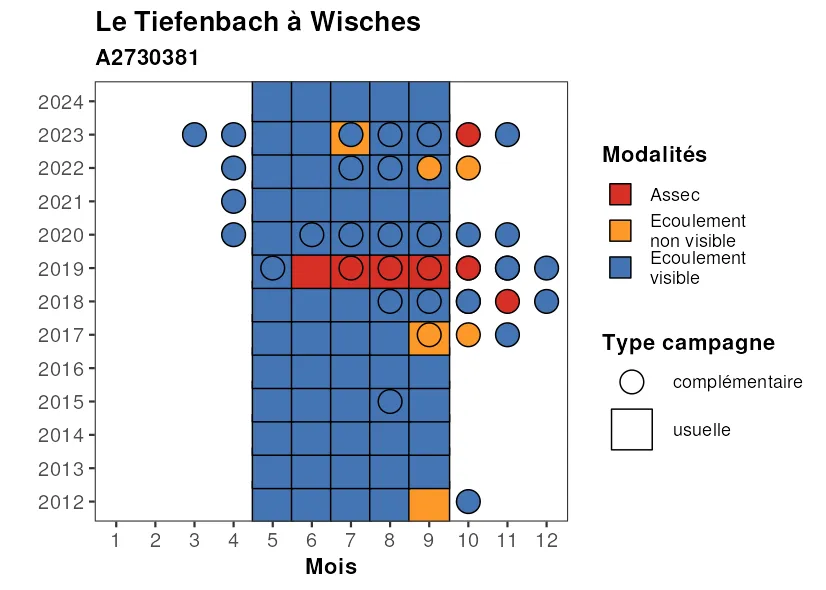 Le Tiefenbach à Wisches
A2730381
2024
2023
2022
2021
2020
2019
2018
2017
2016
2015
2014
2013
2012
1 2 3 4 5 6 7 8 9 10 11 12
Mois
Modalités
Assec
Ecoulement
non visible
Ecoulement
visible
Type campagne
complémentaire
usuelle